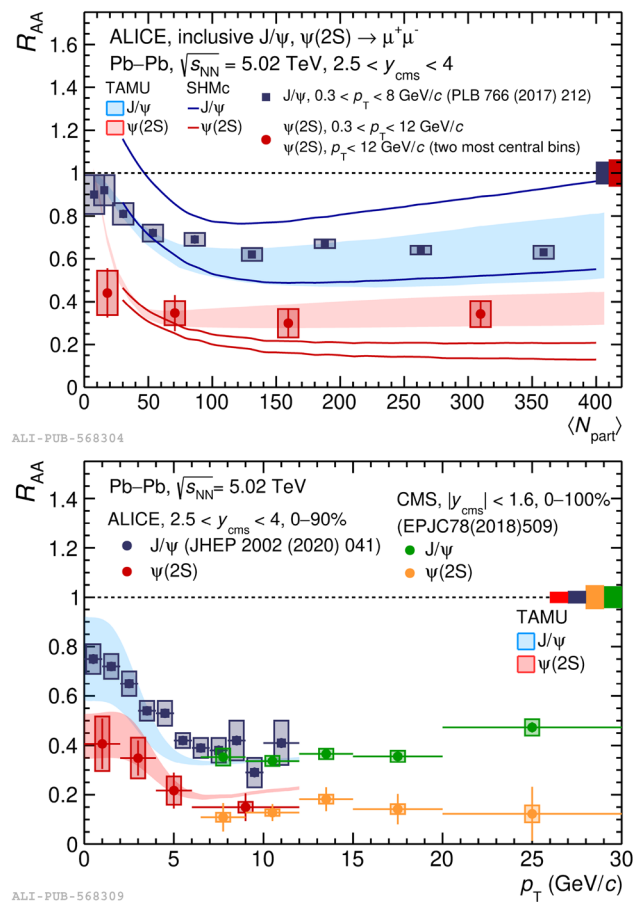 R_AA
1.6
1.4
1.2
1
0.8
0.6
0.4
0.2
0
ALICE, inclusive J/ψ, ψ(2S) → μ⁺μ⁻
Pb−Pb, √s_NN = 5.02 TeV, 2.5 < y_cms < 4
TAMU SHMc
J/ψ J/ψ
ψ(2S) ψ(2S)
J/ψ, 0.3 < p_T < 8 GeV/c (PLB 766 (2017) 212)
ψ(2S), 0.3 < p_T < 12 GeV/c
ψ(2S), p_T < 12 GeV/c (two most central bins)
0 50 100 150 200 250 300 350 400
⟨N_part⟩
ALI-PUB-568304
R_AA
1.4
1.2
1
0.8
0.6
0.4
0.2
0
Pb−Pb, √s_NN = 5.02 TeV
ALICE, 2.5 < y_cms < 4, 0−90%
J/ψ (JHEP 2002 (2020) 041)
ψ(2S)
CMS, |y_cms| < 1.6, 0−100%
(EPJC78(2018)509)
J/ψ
ψ(2S)
TAMU
J/ψ
ψ(2S)
0 5 10 15 20 25 30
p_T (GeV/c)
ALI-PUB-568309